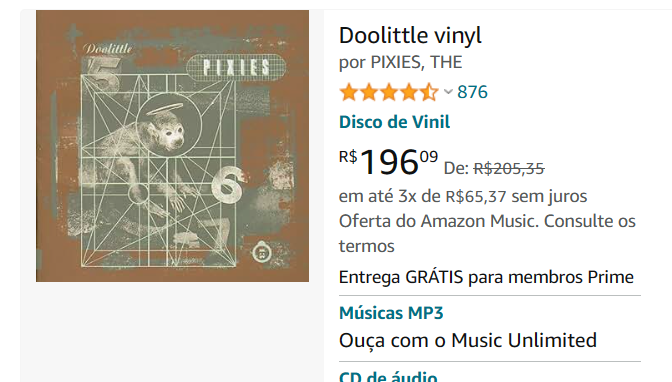 Doolittle
PIXIES
5
6
Doolittle vinyl
por PIXIES, THE
876
Disco de Vinil
R$19609 De: R$205,35
em até 3x de R$65,37 sem juros
Oferta do Amazon Music. Consulte os
termos
Entrega GRÁTIS para membros Prime
Músicas MP3
Ouça com o Music Unlimited
CD de áudio